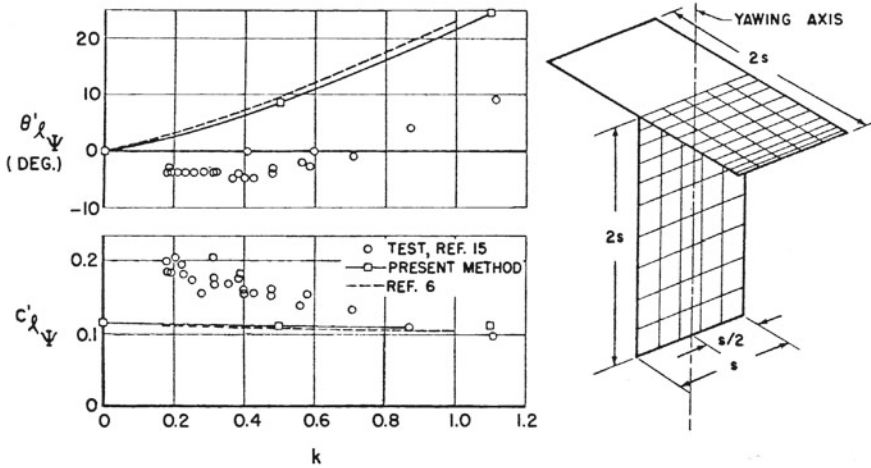 25
20
10
0
-10
θ'ℓΨ
(DEG.)
0.2
0.1
0
C'ℓΨ
TEST, REF. 15
PRESENT METHOD
REF. 6
0 0.2 0.4 0.6 0.8 1.0 1.2
k
YAWING AXIS
2s
2s
s/2
s